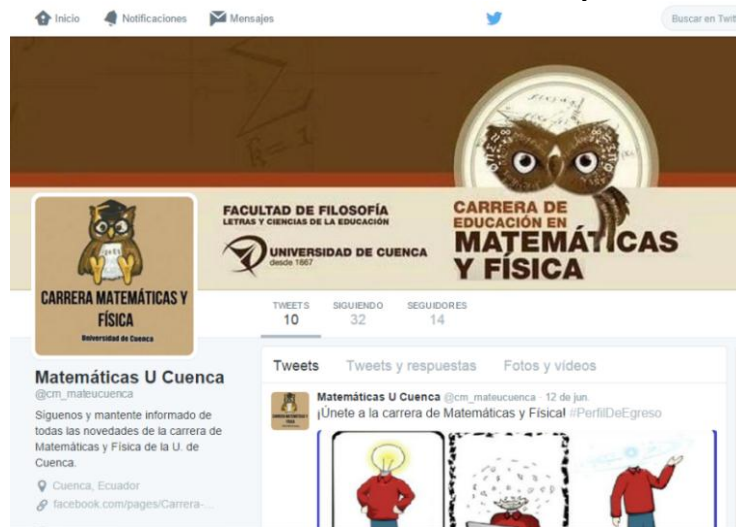 Inicio Notificaciones Mensajes Buscar en Twit
FACULTAD DE FILOSOFÍA
LETRAS Y CIENCIAS DE LA EDUCACIÓN
UNIVERSIDAD DE CUENCA
desde 1867
CARRERA DE
EDUCACIÓN EN
MATEMÁTICAS
Y FÍSICA
CARRERA MATEMÁTICAS Y
FÍSICA
Universidad de Cuenca
TWEETS SIGUIENDO SEGUIDORES
10 32 14
Matemáticas U Cuenca
@cm_mateucuenca
Síguenos y mantente informado de
todas las novedades de la carrera de
Matemáticas y Física de la U. de
Cuenca.
Cuenca, Ecuador
facebook.com/pages/Carrera-...
Tweets Tweets y respuestas Fotos y vídeos
Matemáticas U Cuenca @cm_mateucuenca · 12 de jun.
¡Únete a la carrera de Matemáticas y Física! #PerfilDeEgreso